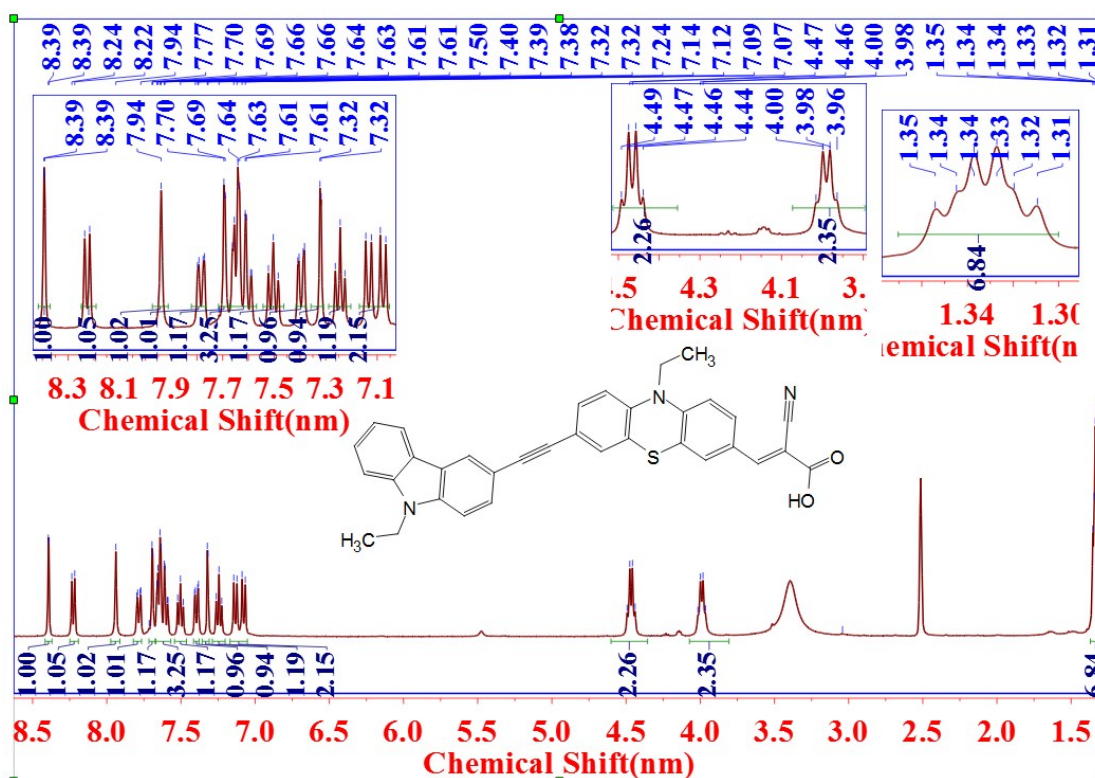 8.39 8.39 8.24 8.22 7.94 7.77 7.70 7.69 7.66 7.66 7.64 7.63 7.61 7.61 7.50 7.40 7.39 7.38 7.32 7.32 7.24 7.14 7.12 7.09 7.07 4.47 4.46 4.00 3.98 1.35 1.34 1.34 1.33 1.32 1.31
8.39 8.39 7.94 7.70 7.69 7.64 7.63 7.61 7.61 7.32 7.32
1.00 1.05 1.02 1.01 1.17 3.25 1.17 0.96 0.94 1.19 2.15
8.3 8.1 7.9 7.7 7.5 7.3 7.1
Chemical Shift(nm)
4.49 4.47 4.46 4.44 4.00 3.98 3.96
2.26 2.35
.5 4.3 4.1 3.
Chemical Shift(nm)
1.35 1.34 1.34 1.33 1.32 1.31
6.84
1.34 1.30
emical Shift(n
CH3
N
N
S
O
HO
N
H3C
1.00 1.05 1.02 1.01 1.17 3.25 1.17 0.96 0.94 1.19 2.15 2.26 2.35 6.84
8.5 8.0 7.5 7.0 6.5 6.0 5.5 5.0 4.5 4.0 3.5 3.0 2.5 2.0 1.5
Chemical Shift(nm)